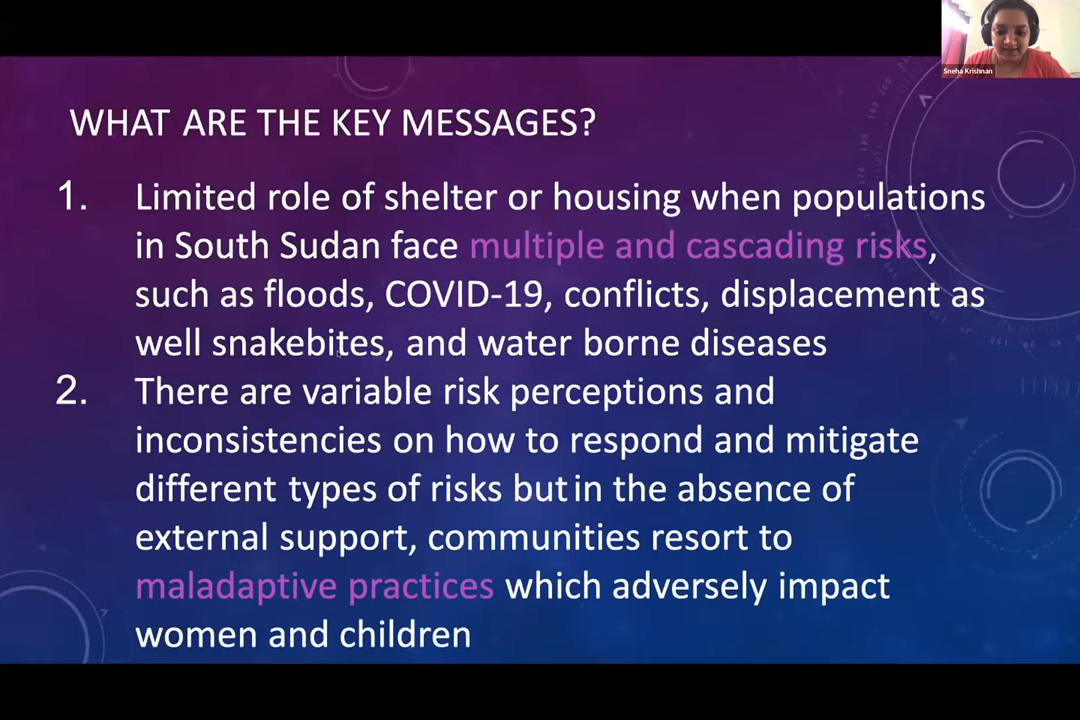 Sneha Krishnan
WHAT ARE THE KEY MESSAGES?
1. Limited role of shelter or housing when populations
in South Sudan face multiple and cascading risks,
such as floods, COVID-19, conflicts, displacement as
well snakebites, and water borne diseases
2. There are variable risk perceptions and
inconsistencies on how to respond and mitigate
different types of risks but in the absence of
external support, communities resort to
maladaptive practices which adversely impact
women and children